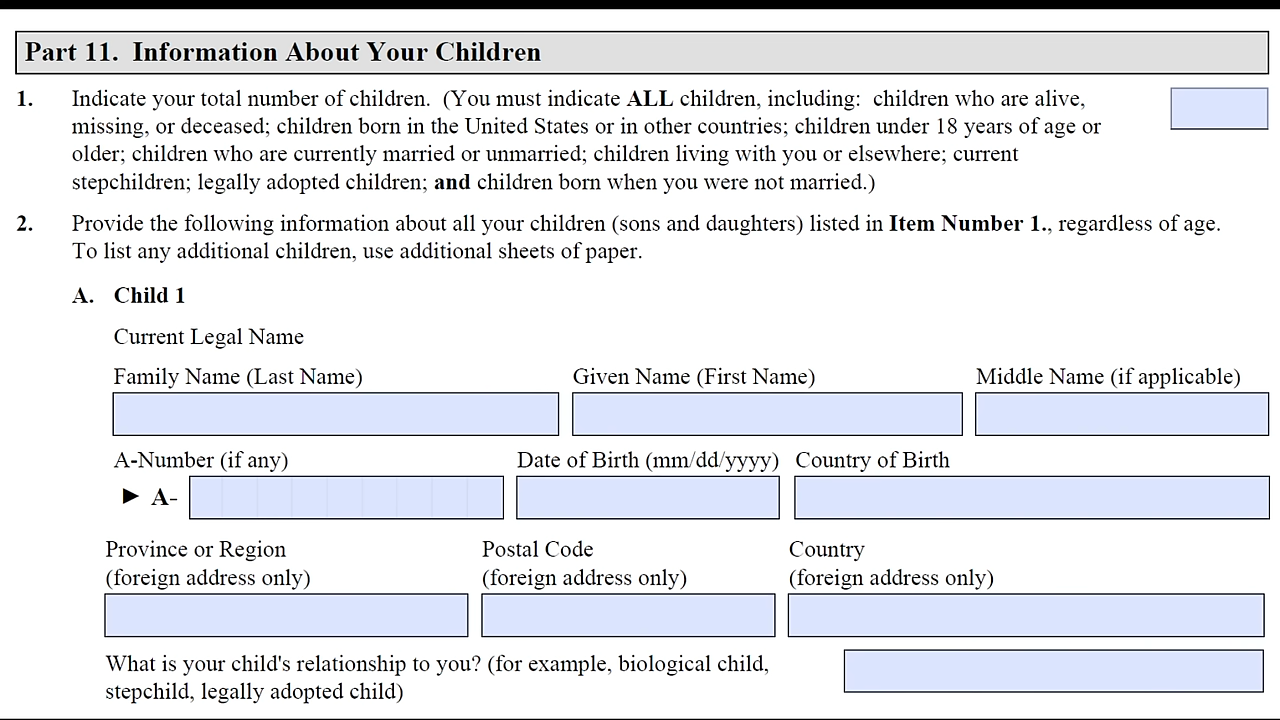 Part 11. Information About Your Children
1. Indicate your total number of children. (You must indicate ALL children, including: children who are alive,
missing, or deceased; children born in the United States or in other countries; children under 18 years of age or
older; children who are currently married or unmarried; children living with you or elsewhere; current
stepchildren; legally adopted children; and children born when you were not married.)
2. Provide the following information about all your children (sons and daughters) listed in Item Number 1., regardless of age.
To list any additional children, use additional sheets of paper.
A. Child 1
Current Legal Name
Family Name (Last Name) Given Name (First Name) Middle Name (if applicable)
A-Number (if any) Date of Birth (mm/dd/yyyy) Country of Birth
► A-
Province or Region Postal Code Country
(foreign address only) (foreign address only) (foreign address only)
What is your child's relationship to you? (for example, biological child,
stepchild, legally adopted child)